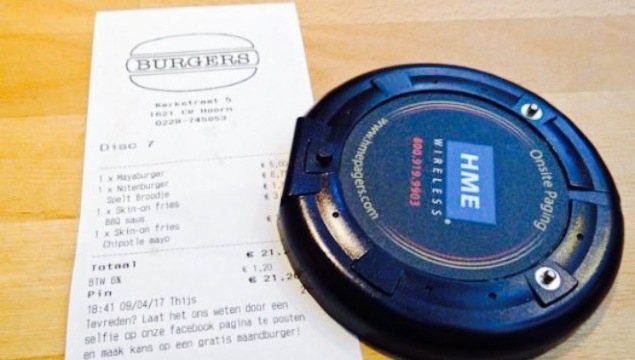 BURGERS
Kerkstraat 5
1621 CW Hoorn
0229-745053
Disc 7
1 x Mayaburger
1 x Notenburger
Spelt Broodje
1 x Skin-on fries
BBQ saus
1 x Skin-on fries
Chipotle mayo
Totaal € 21.
BTW 6% € 1.20
Pin € 21.20
18:41 09/04/17 Thijs
Tevreden? Laat het ons weten door een
selfie op onze facebook pagina te posten
en maak kans op een gratis maandburger!
Onsite Paging
HME
WIRELESS
800.919.9903
www.hmepagers.com